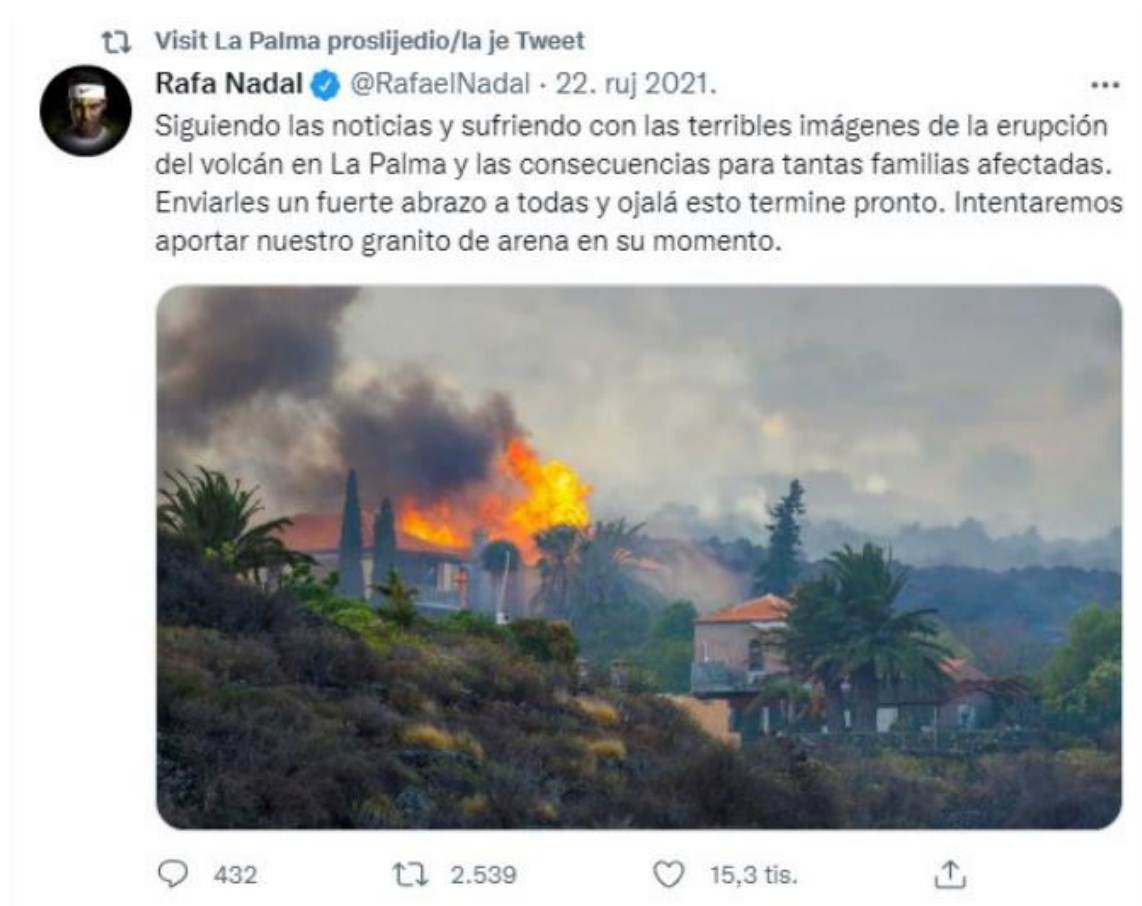 Visit La Palma proslijedio/la je Tweet
Rafa Nadal @RafaelNadal · 22. ruj 2021.
Siguiendo las noticias y sufriendo con las terribles imágenes de la erupción
del volcán en La Palma y las consecuencias para tantas familias afectadas.
Enviarles un fuerte abrazo a todas y ojalá esto termine pronto. Intentaremos
aportar nuestro granito de arena en su momento.
432 2.539 15,3 tis.